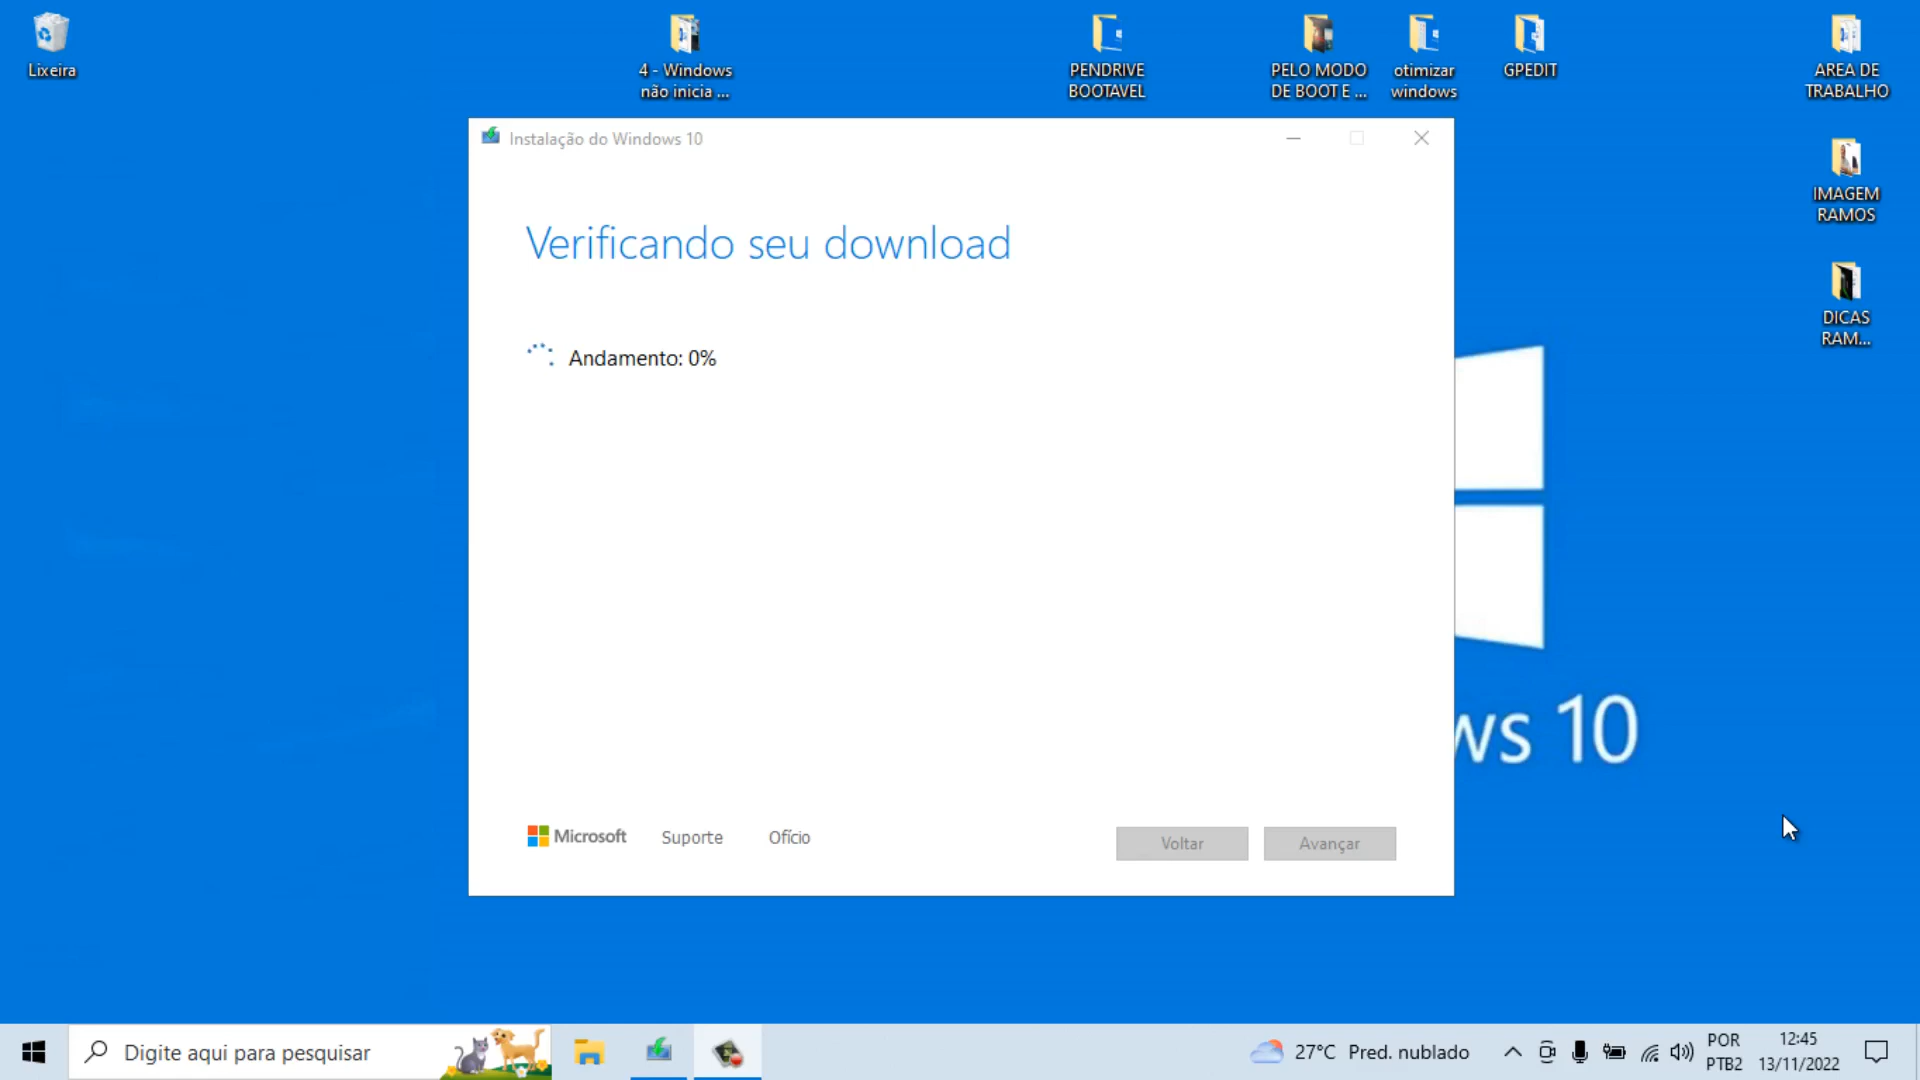 Lixeira
4 - Windows
não inicia ...
PENDRIVE
BOOTAVEL
PELO MODO
DE BOOT E ...
otimizar
windows
GPEDIT
AREA DE
TRABALHO
IMAGEM
RAMOS
DICAS
RAM...
Instalação do Windows 10
Verificando seu download
Andamento: 0%
ws 10
Microsoft
Suporte
Ofício
Voltar
Avançar
Digite aqui para pesquisar
27°C Pred. nublado
POR
PTB2
12:45
13/11/2022